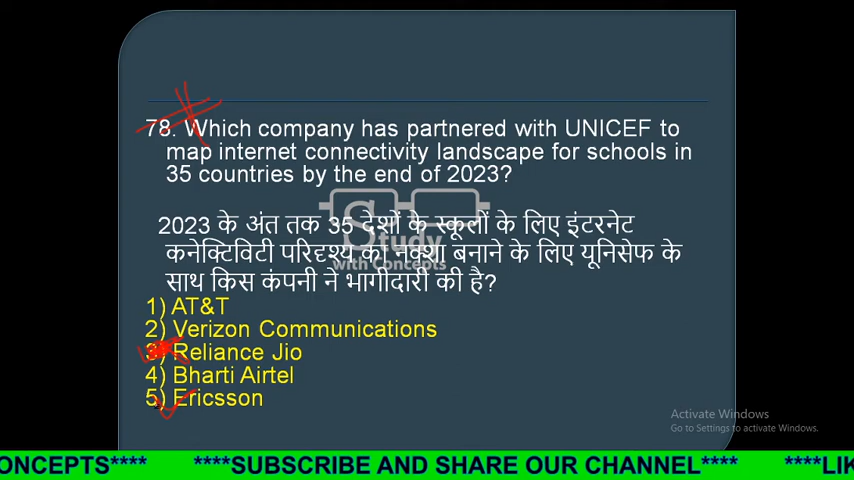 78. Which company has partnered with UNICEF to
map internet connectivity landscape for schools in
35 countries by the end of 2023?
2023 के अंत तक 35 देशों के स्कूलों के लिए इंटरनेट
कनेक्टिविटी परिदृश्य का नक्शा बनाने के लिए यूनिसेफ के
साथ किस कंपनी ने भागीदारी की है?
Study
with Concepts
1) AT&T
2) Verizon Communications
3) Reliance Jio
4) Bharti Airtel
5) Ericsson
Activate Windows
Go to Settings to activate Windows.
ONCEPTS**** ****SUBSCRIBE AND SHARE OUR CHANNEL**** ****LIK